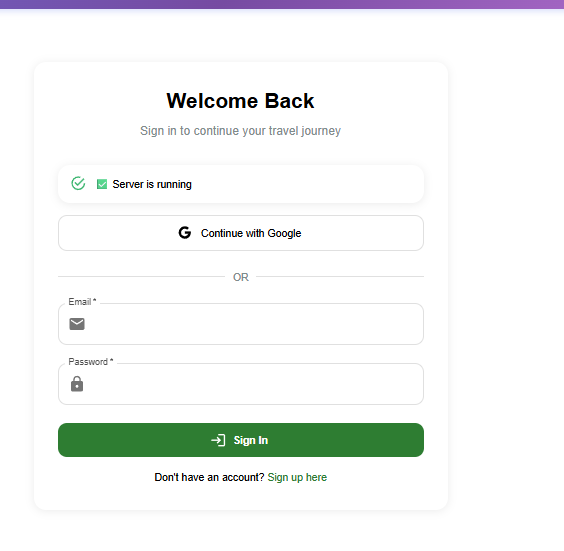 Welcome Back
Sign in to continue your travel journey
✅ Server is running
G Continue with Google
OR
Email *
Password *
Sign In
Don't have an account? Sign up here